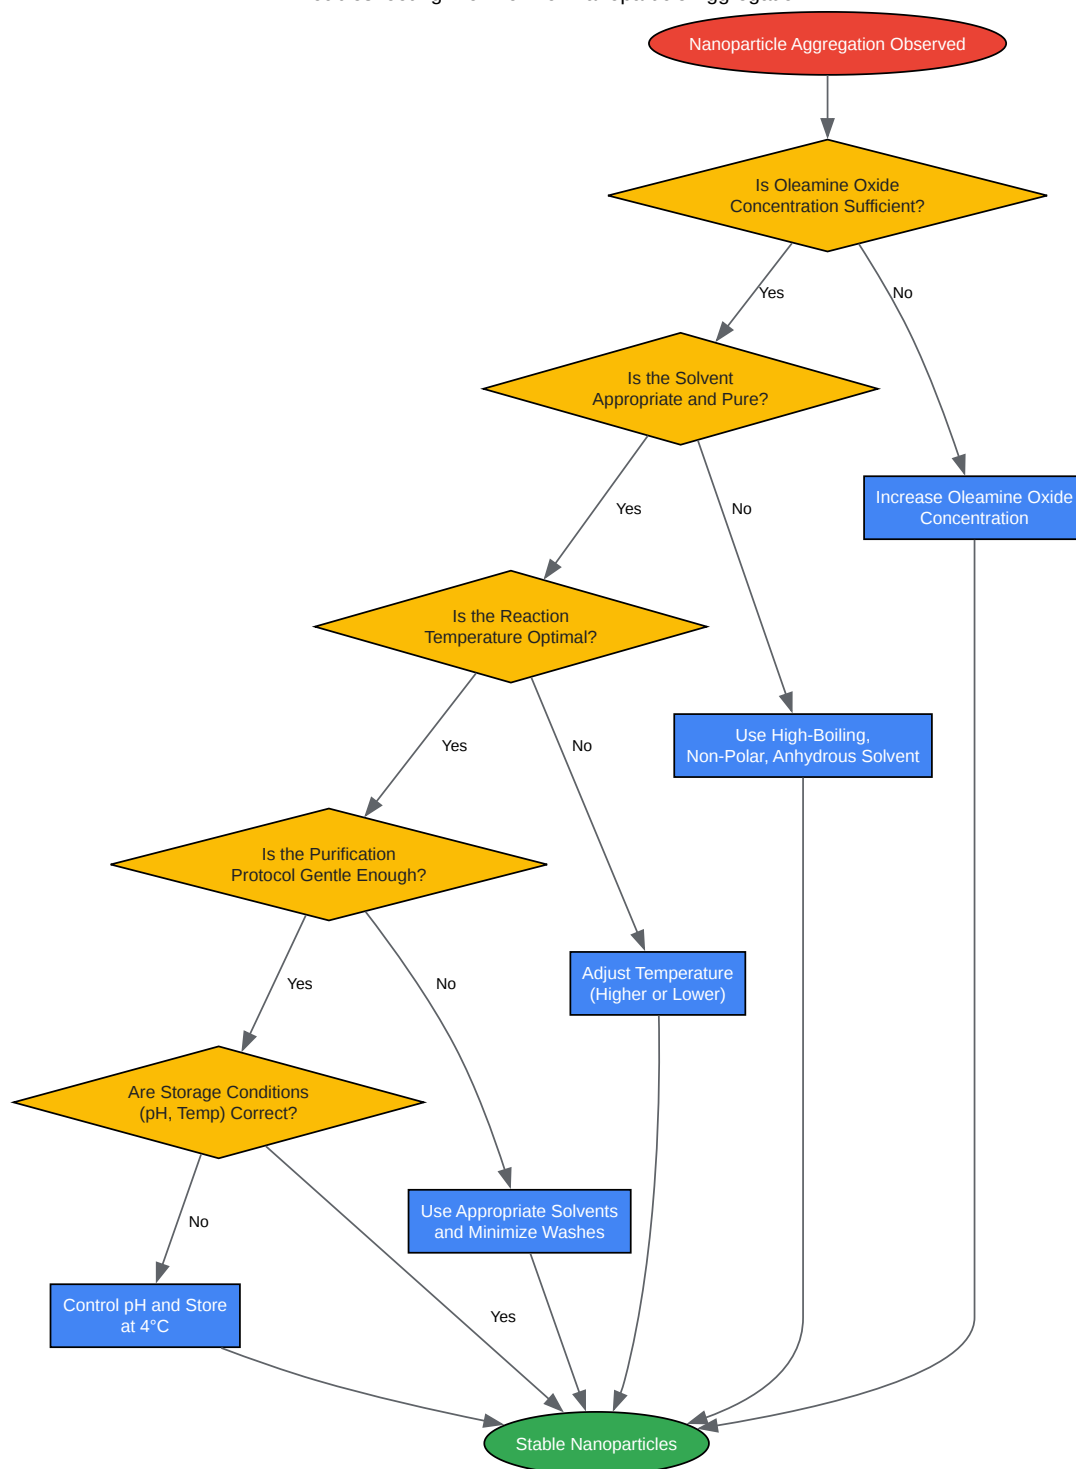 Nanoparticle Aggregation Observed
Is Oleamine Oxide
Concentration Sufficient?
Yes
No
Is the Solvent
Appropriate and Pure?
Increase Oleamine Oxide
Concentration
Yes
No
Is the Reaction
Temperature Optimal?
Use High-Boiling,
Non-Polar, Anhydrous Solvent
Yes
No
Is the Purification
Protocol Gentle Enough?
Adjust Temperature
(Higher or Lower)
Yes
No
Are Storage Conditions
(pH, Temp) Correct?
Use Appropriate Solvents
and Minimize Washes
No
Control pH and Store
at 4°C
Yes
Stable Nanoparticles